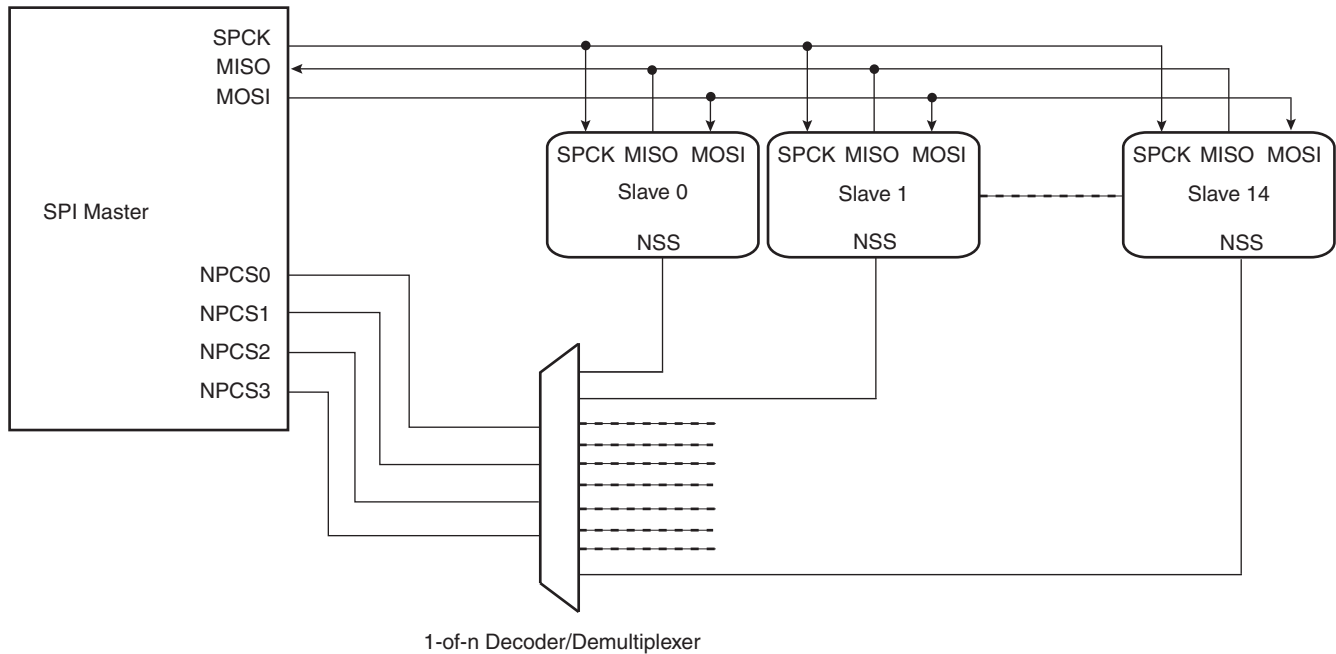 SPCK
MISO
MOSI
SPI Master
NPCS0
NPCS1
NPCS2
NPCS3
SPCK MISO MOSI
Slave 0
NSS
SPCK MISO MOSI
Slave 1
NSS
SPCK MISO MOSI
Slave 14
NSS
1-of-n Decoder/Demultiplexer